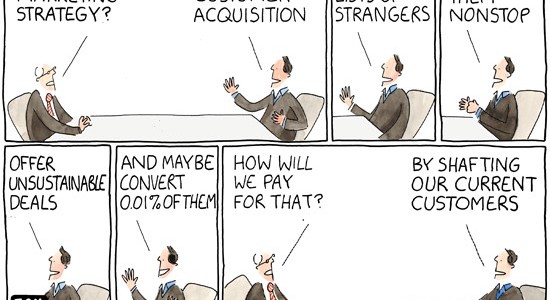 STRATEGY?
ACQUISITION
STRANGERS
NONSTOP
OFFER
UNSUSTAINABLE
DEALS
AND MAYBE
CONVERT
0.01% OF THEM
HOW WILL
WE PAY
FOR THAT?
BY SHAFTING
OUR CURRENT
CUSTOMERS